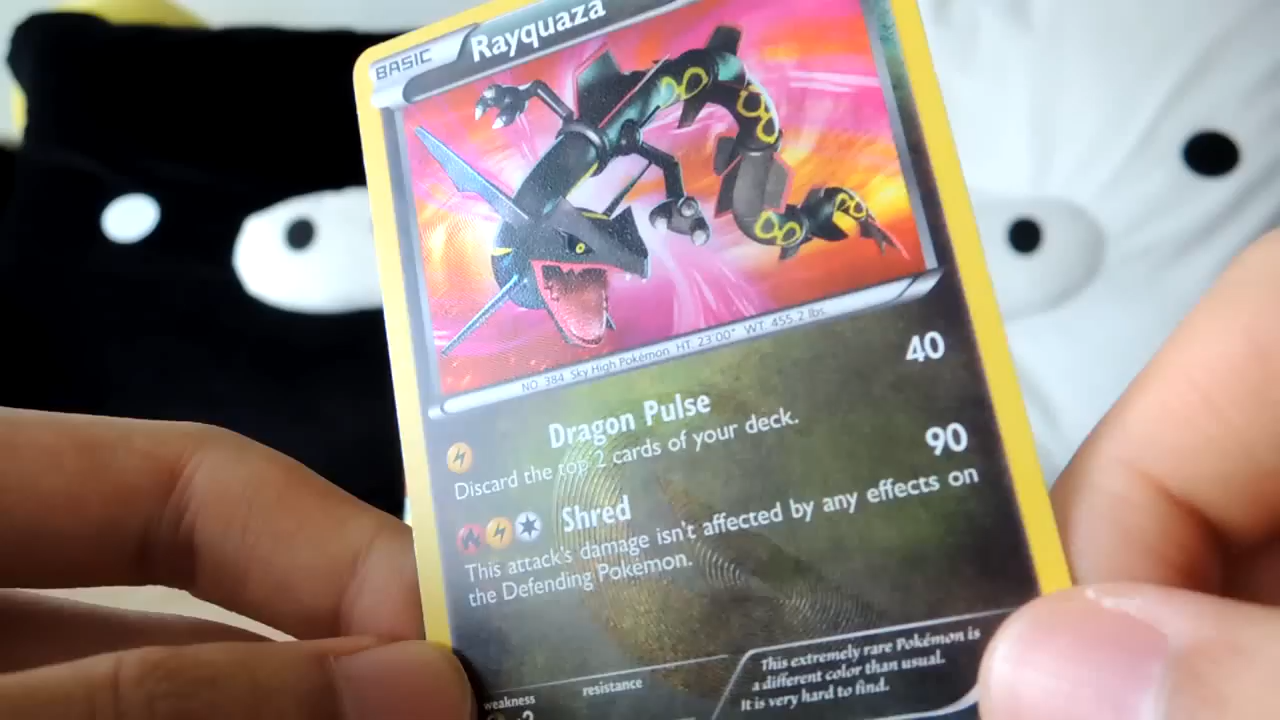 BASIC Rayquaza
NO. 384 Sky High Pokémon HT. 23'00" WT. 455.2 lbs.
Dragon Pulse 40
Discard the top 2 cards of your deck.
Shred 90
This attack's damage isn't affected by any effects on
the Defending Pokémon.
weakness resistance
×2
This extremely rare Pokémon is
a different color than usual.
It is very hard to find.